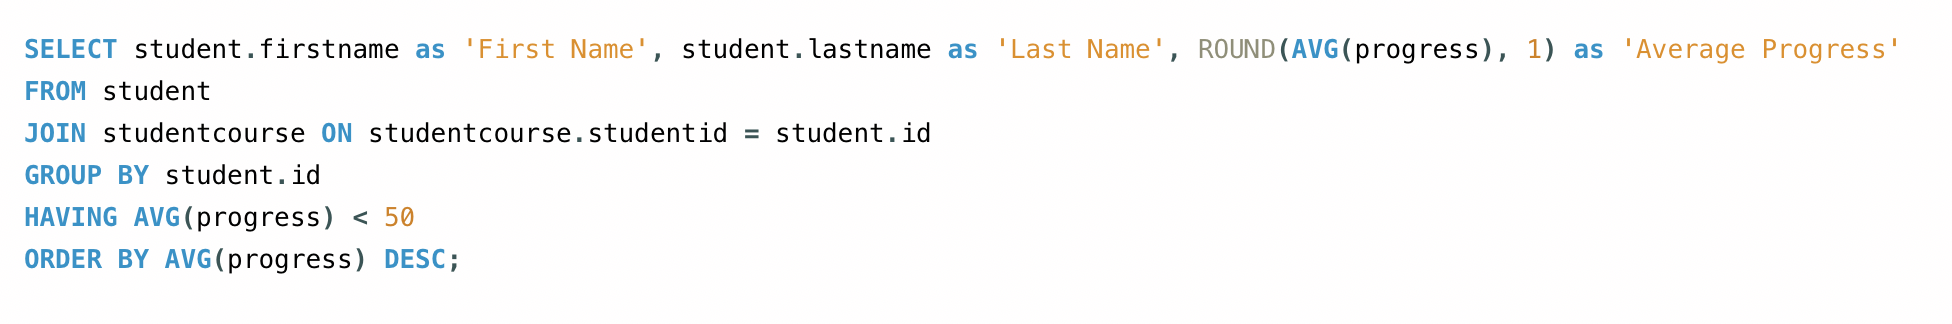 SELECT student.firstname as 'First Name', student.lastname as 'Last Name', ROUND(AVG(progress), 1) as 'Average Progress'
FROM student
JOIN studentcourse ON studentcourse.studentid = student.id
GROUP BY student.id
HAVING AVG(progress) < 50
ORDER BY AVG(progress) DESC;